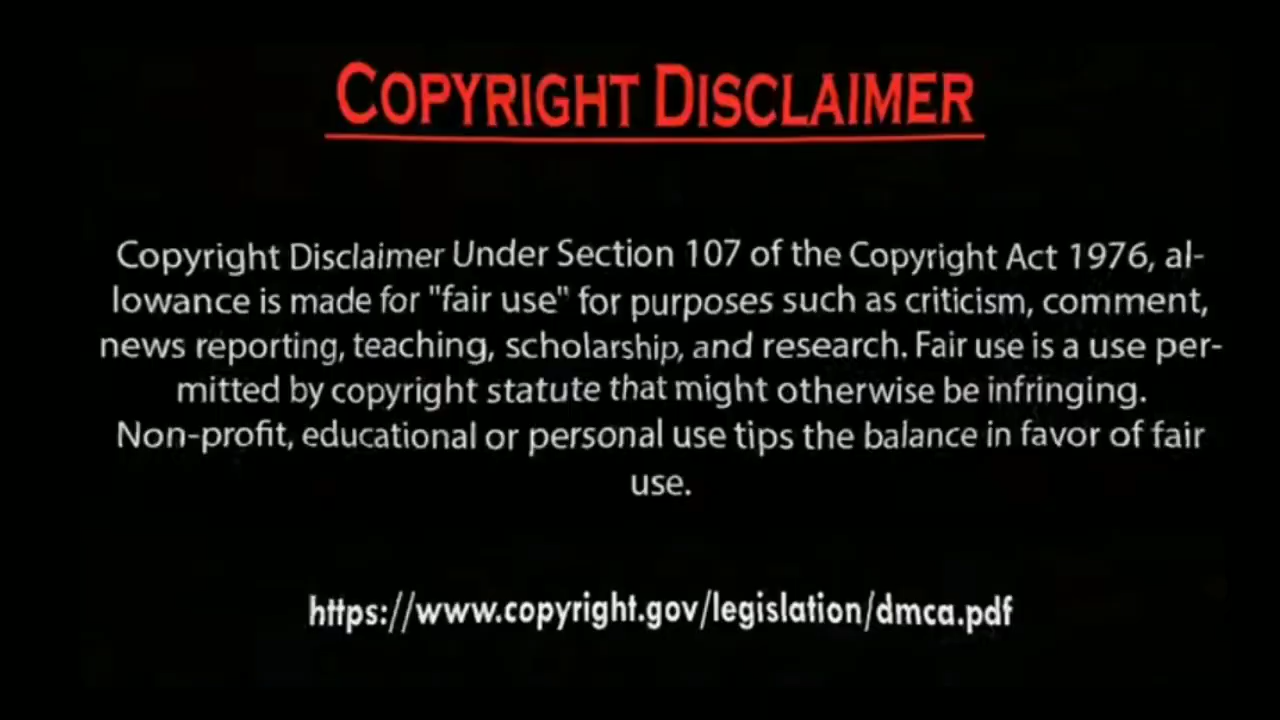 COPYRIGHT DISCLAIMER
Copyright Disclaimer Under Section 107 of the Copyright Act 1976, al-
lowance is made for "fair use" for purposes such as criticism, comment,
news reporting, teaching, scholarship, and research. Fair use is a use per-
mitted by copyright statute that might otherwise be infringing.
Non-profit, educational or personal use tips the balance in favor of fair
use.
https://www.copyright.gov/legislation/dmca.pdf